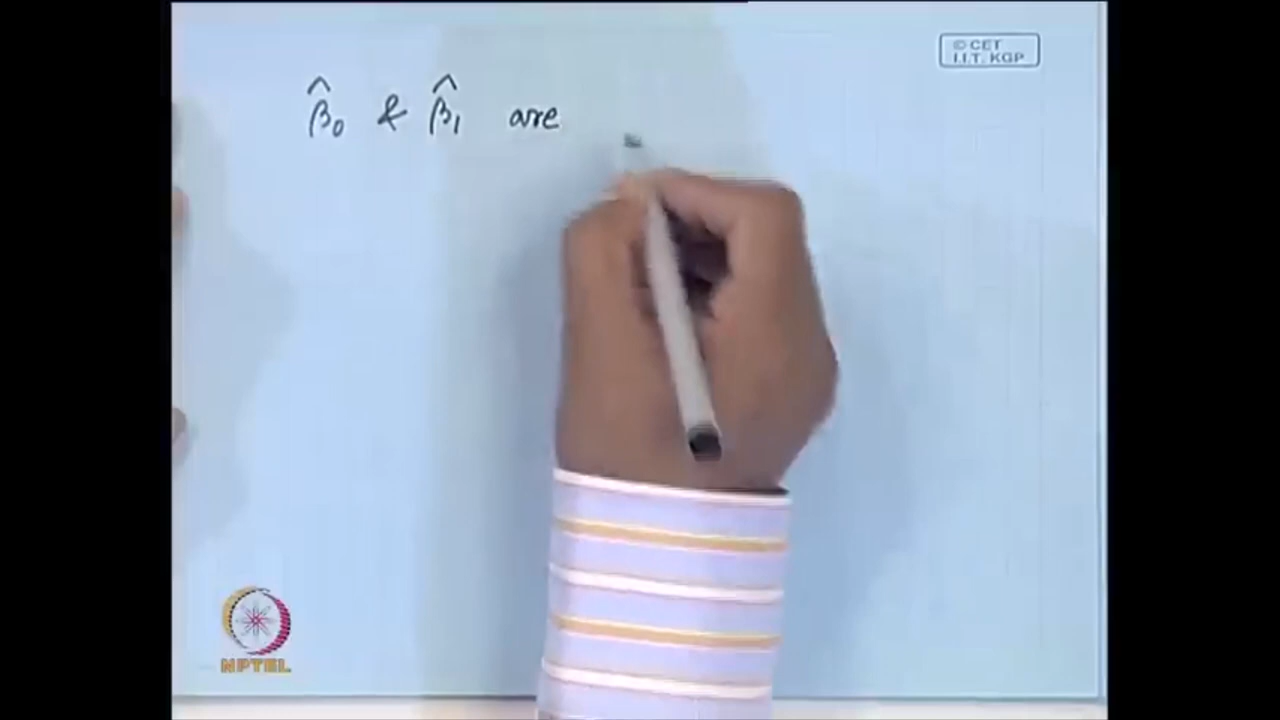 © CET
I.I.T. KGP
β̂₀ & β̂₁ are
NPTEL